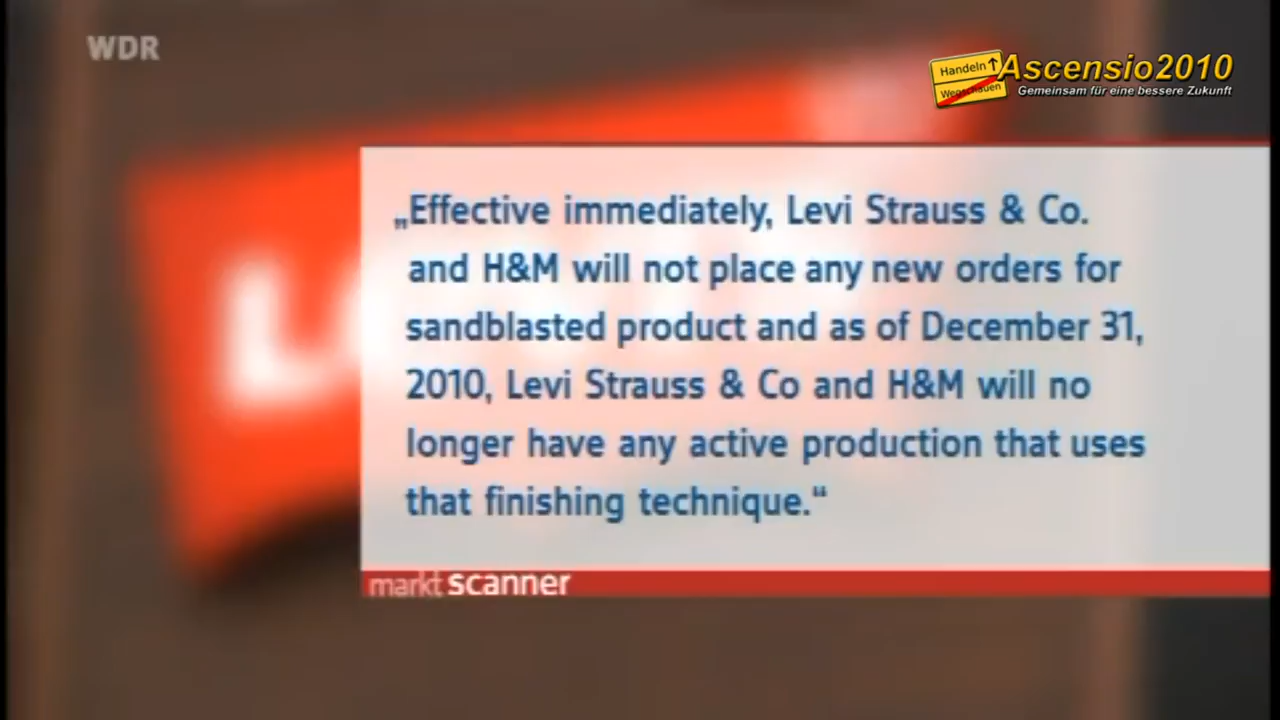 WDR
Handeln
Wegschauen
Ascensio2010
Gemeinsam für eine bessere Zukunft
„Effective immediately, Levi Strauss & Co.
and H&M will not place any new orders for
sandblasted product and as of December 31,
2010, Levi Strauss & Co and H&M will no
longer have any active production that uses
that finishing technique.“
markt scanner